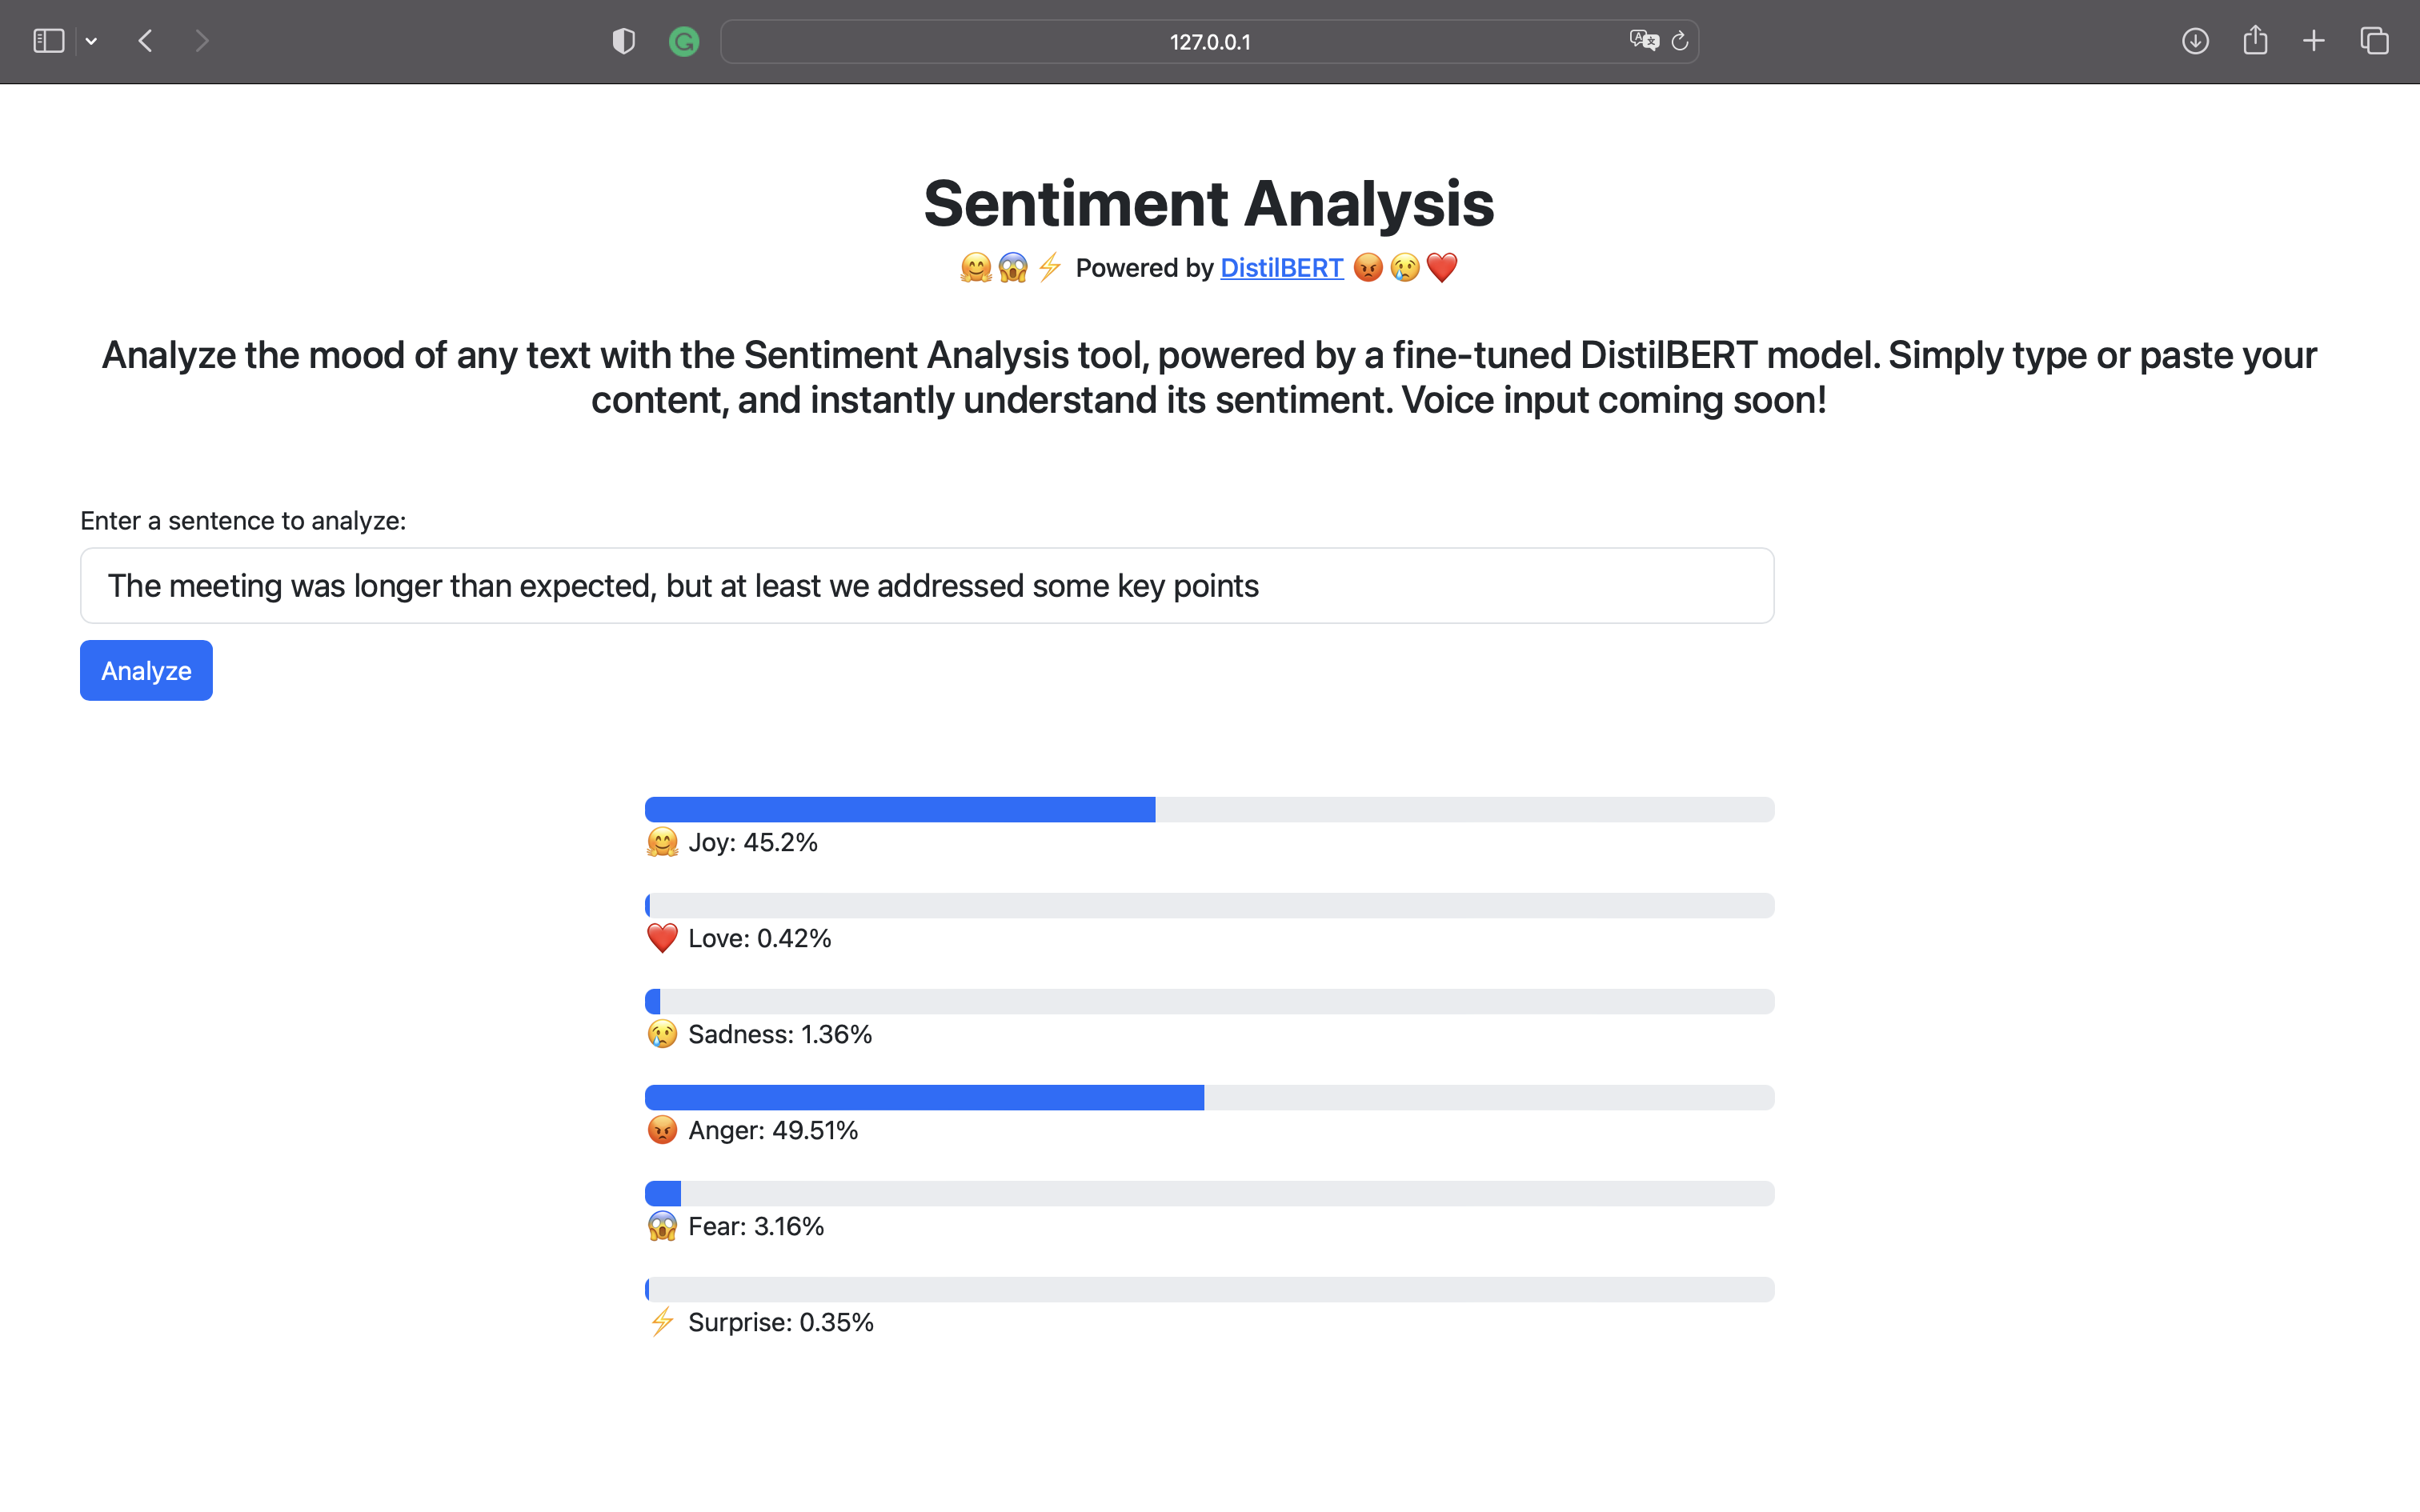 127.0.0.1
Sentiment Analysis
🤗😱⚡ Powered by DistilBERT 😡😢❤️
Analyze the mood of any text with the Sentiment Analysis tool, powered by a fine-tuned DistilBERT model. Simply type or paste your
content, and instantly understand its sentiment. Voice input coming soon!
Enter a sentence to analyze:
The meeting was longer than expected, but at least we addressed some key points
Analyze
🤗 Joy: 45.2%
❤️ Love: 0.42%
😢 Sadness: 1.36%
😡 Anger: 49.51%
😱 Fear: 3.16%
⚡ Surprise: 0.35%